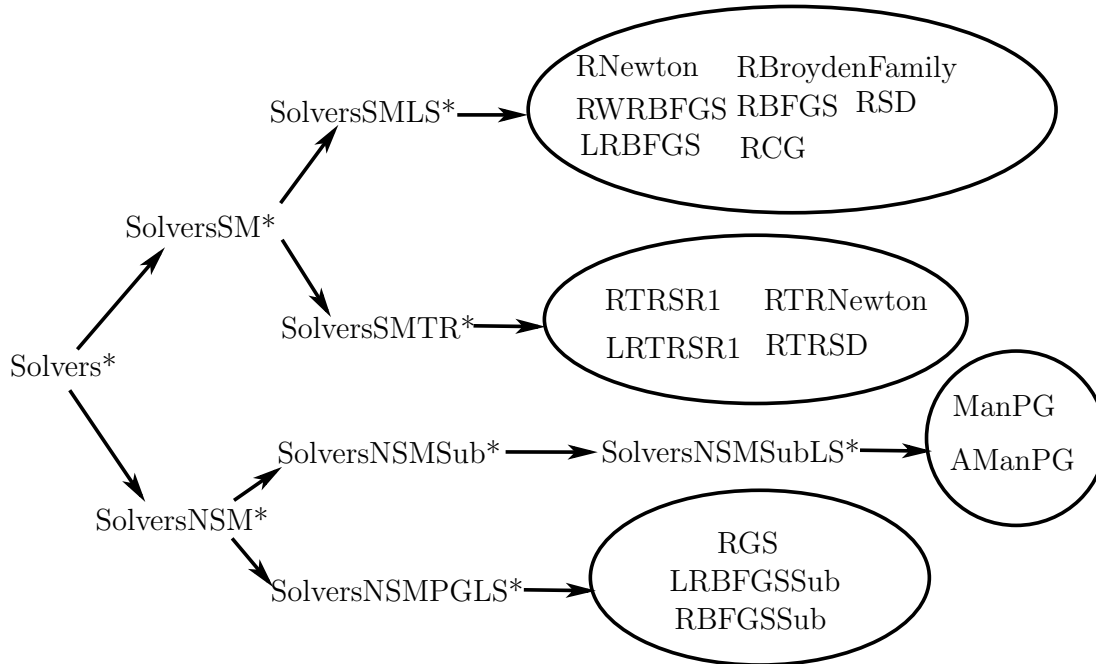 RNewton RBroydenFamily
SolversSMLS* RWRBFGS RBFGS RSD
LRBFGS RCG
SolversSM*
RTRSR1 RTRNewton
SolversSMTR*
LRTRSR1 RTRSD
Solvers*
ManPG
SolversNSMSub* SolversNSMSubLS*
AManPG
SolversNSM*
RGS
SolversNSMPGLS* LRBFGSSub
RBFGSSub